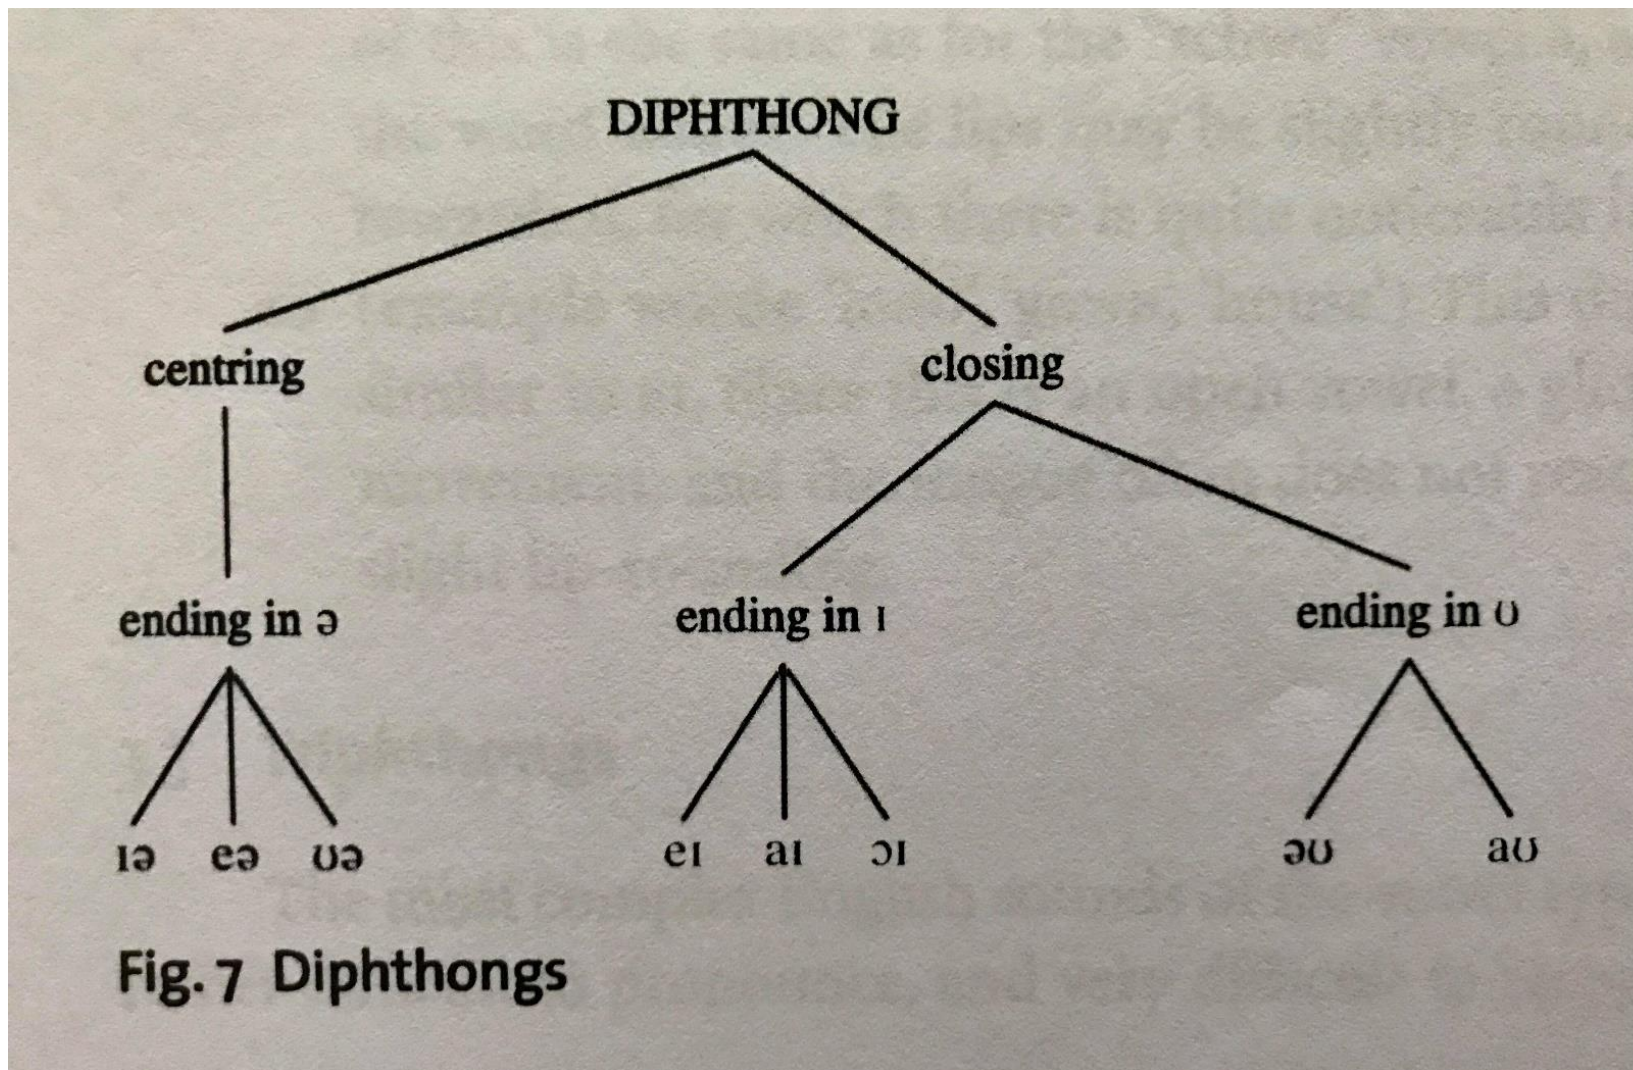 DIPHTHONG
centring closing
ending in ə ending in ɪ ending in ʊ
ɪə eə ʊə eɪ aɪ ɔɪ əʊ aʊ
Fig. 7 Diphthongs